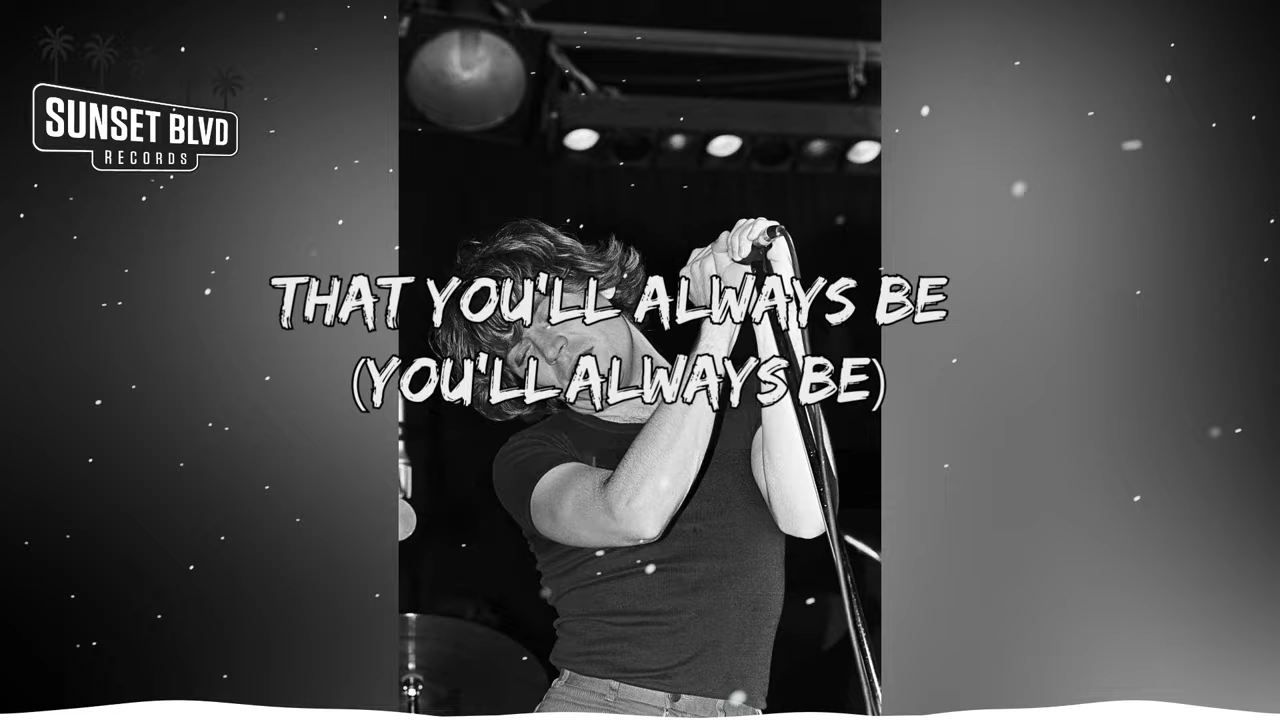 SUNSET BLVD
RECORDS
THAT YOU'LL ALWAYS BE
(YOU'LL ALWAYS BE)